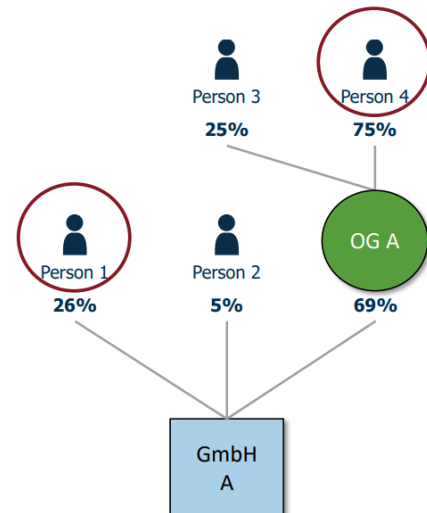 Person 3
Person 4
25%
75%
Person 1
Person 2
OG A
26%
5%
69%
GmbH
A